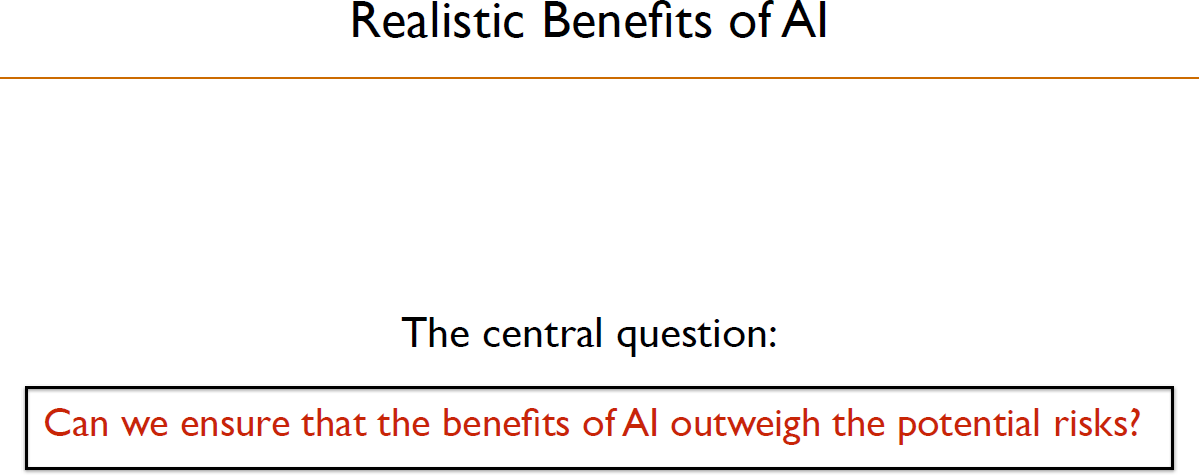 Realistic Benefits of AI
The central question:
Can we ensure that the benefits of AI outweigh the potential risks?